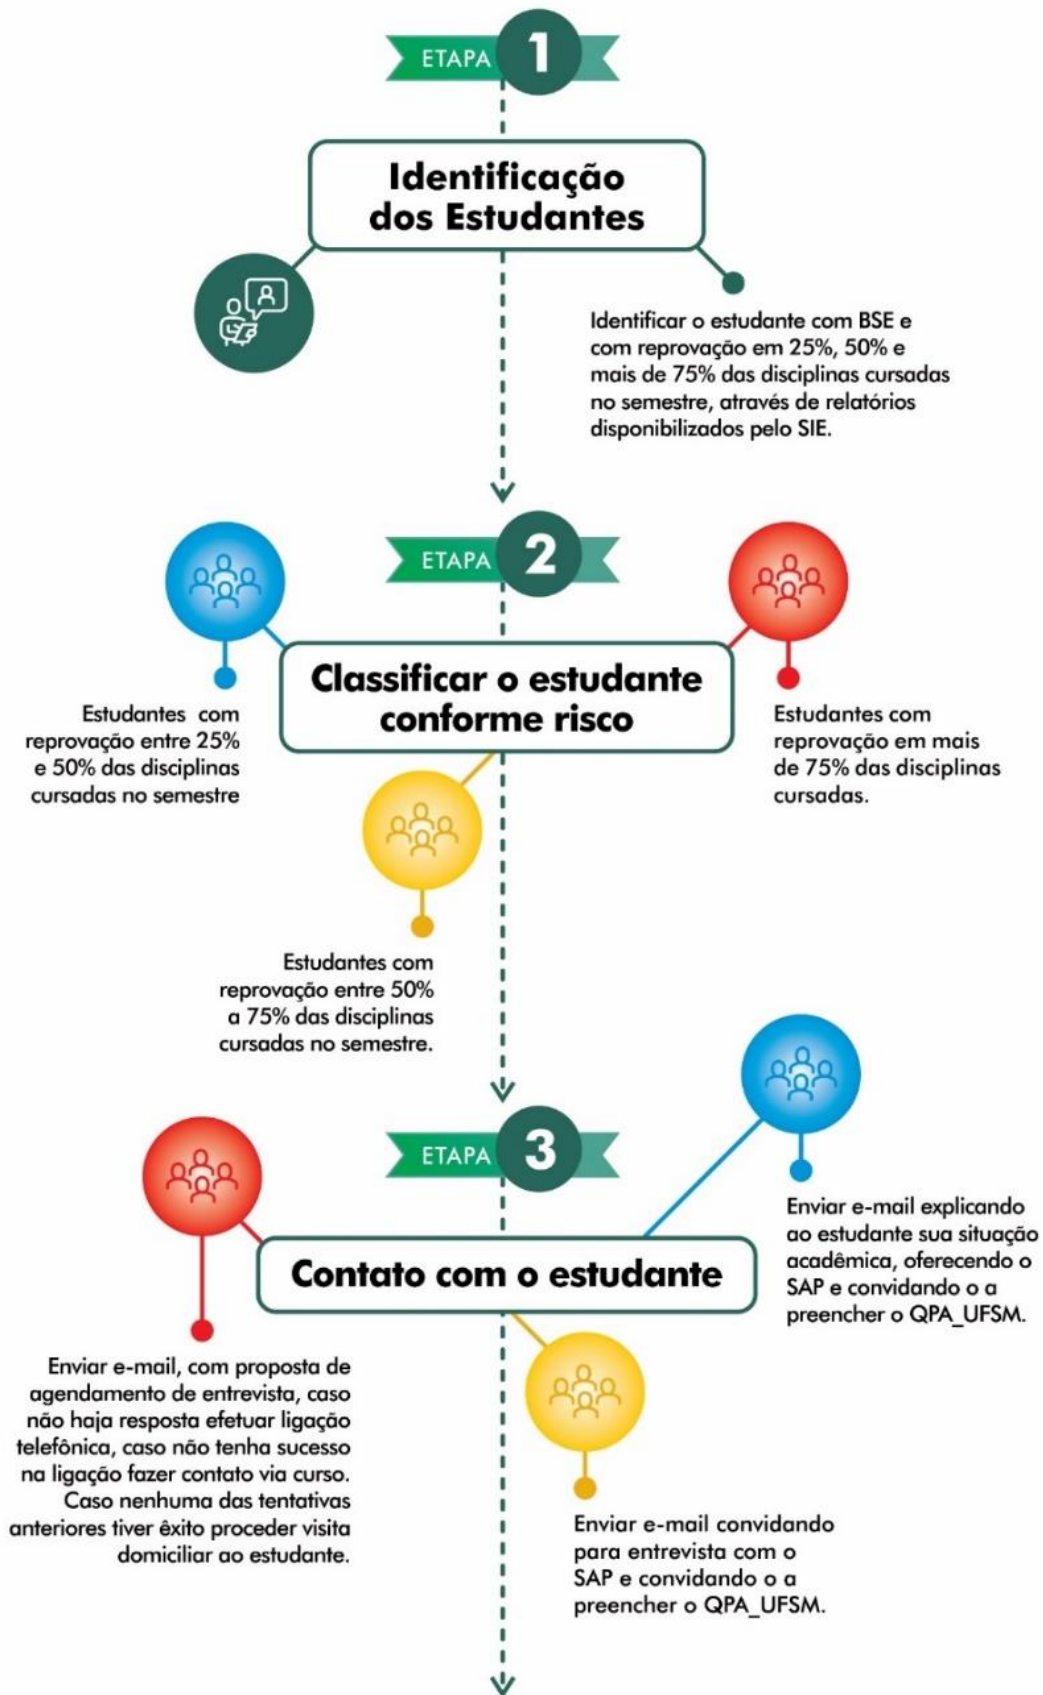 ETAPA 1
Identificação
dos Estudantes
Identificar o estudante com BSE e
com reprovação em 25%, 50% e
mais de 75% das disciplinas cursadas
no semestre, através de relatórios
disponibilizados pelo SIE.
ETAPA 2
Classificar o estudante
conforme risco
Estudantes com
reprovação entre 25%
e 50% das disciplinas
cursadas no semestre
Estudantes com
reprovação em mais
de 75% das disciplinas
cursadas.
Estudantes com
reprovação entre 50%
a 75% das disciplinas
cursadas no semestre.
ETAPA 3
Contato com o estudante
Enviar e-mail explicando
ao estudante sua situação
acadêmica, oferecendo o
SAP e convidando o a
preencher o QPA_UFSM.
Enviar e-mail, com proposta de
agendamento de entrevista, caso
não haja resposta efetuar ligação
telefônica, caso não tenha sucesso
na ligação fazer contato via curso.
Caso nenhuma das tentativas
anteriores tiver êxito proceder visita
domiciliar ao estudante.
Enviar e-mail convidando
para entrevista com o
SAP e convidando o a
preencher o QPA_UFSM.